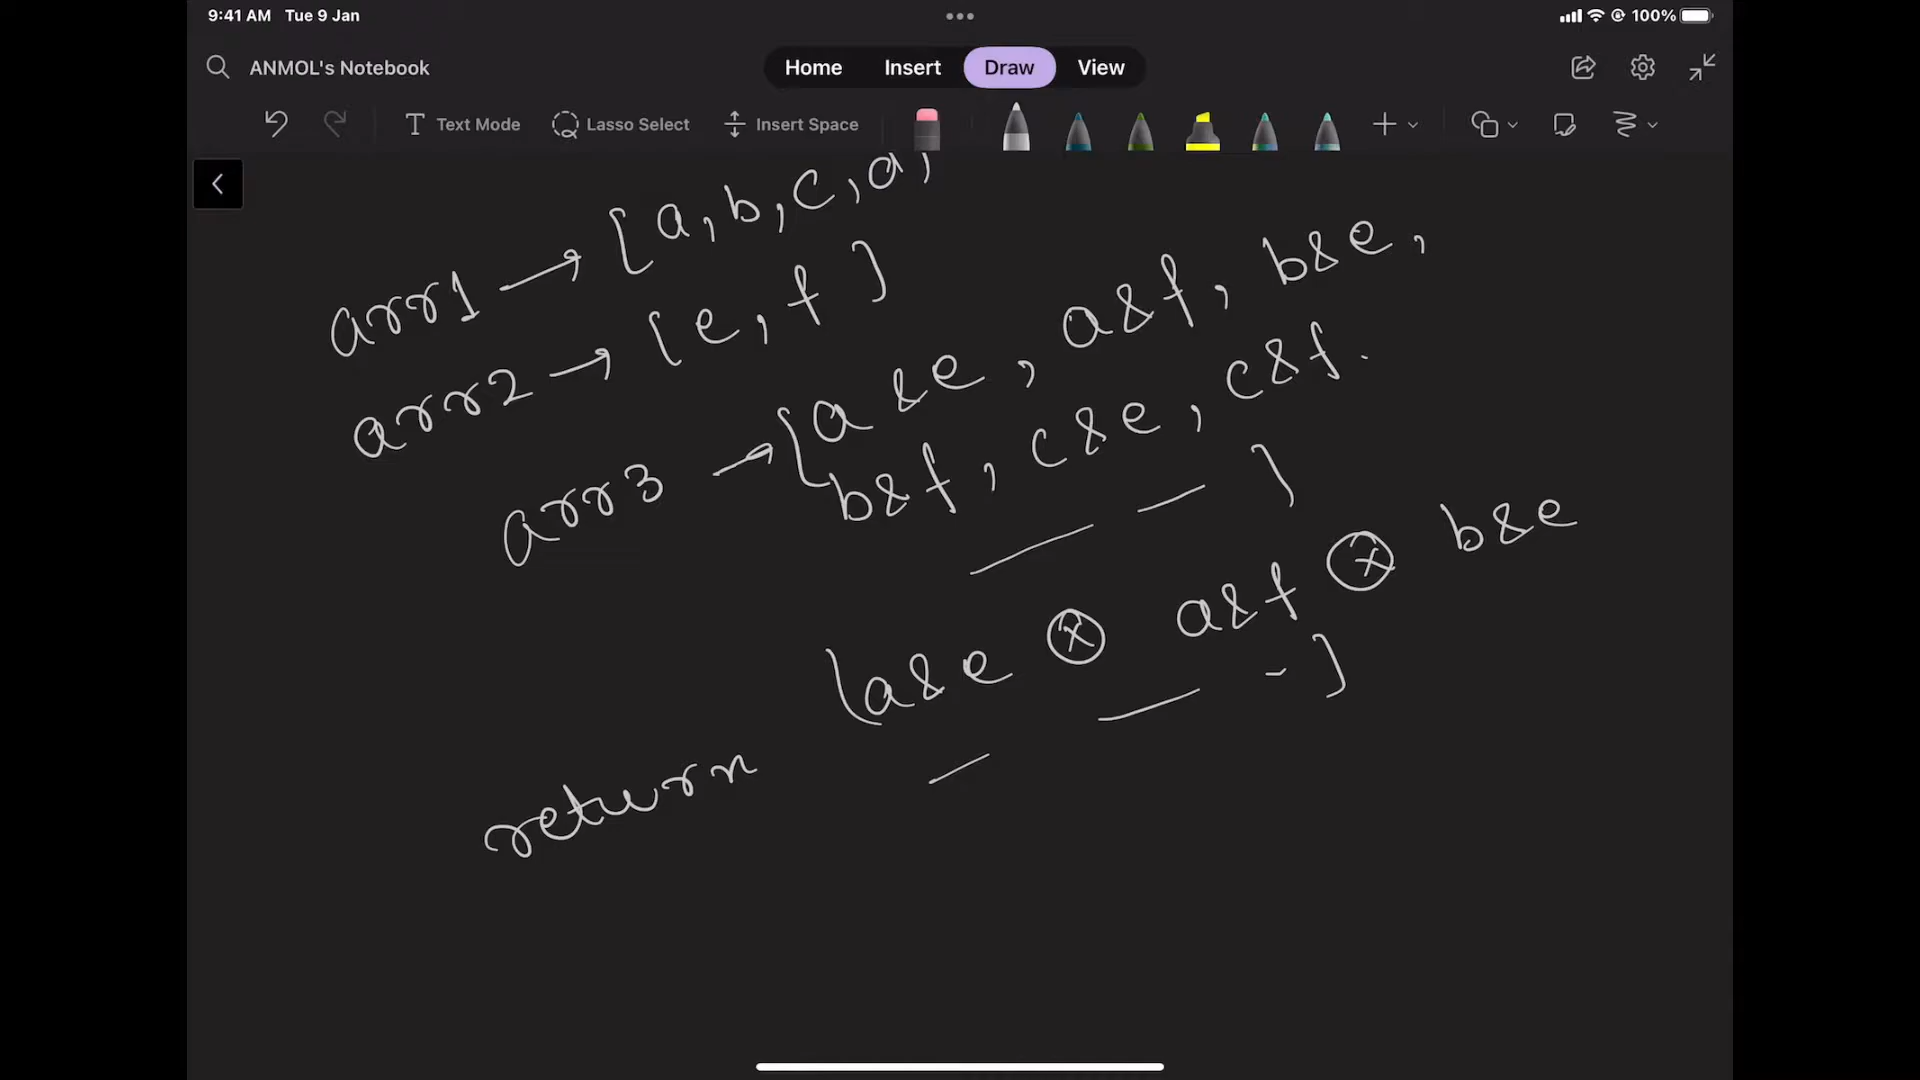 9:41 AM Tue 9 Jan
100%
ANMOL's Notebook
Home Insert Draw View
Text Mode Lasso Select Insert Space
arr1 → [a, b, c, a,
arr2 → [e, f]
arr3 → [a&e, a&f, b&e,
b&f, c&e, c&f.
— — ]
return [a&e ⊗ a&f ⊗ b&e
— — - ]